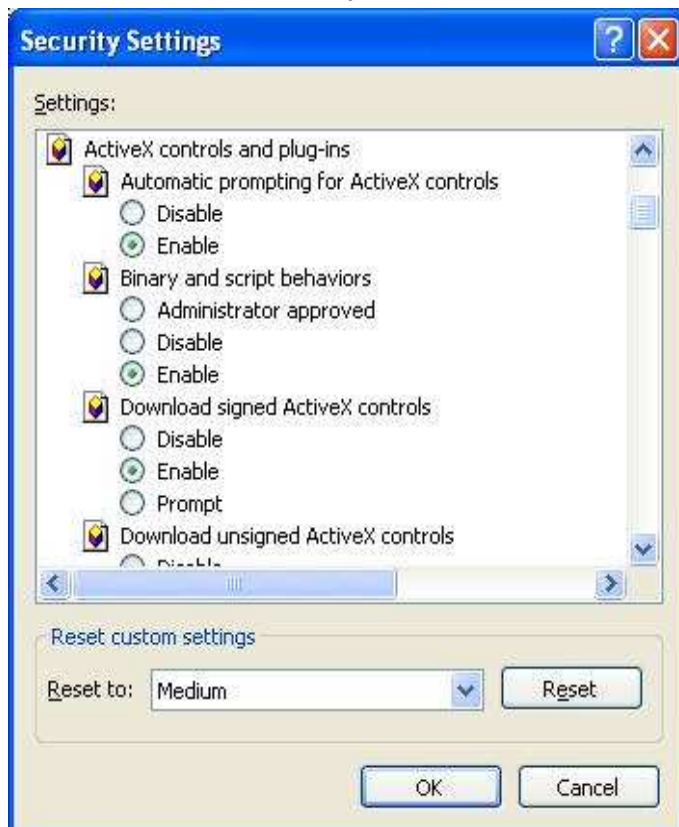 Security Settings
Settings:
ActiveX controls and plug-ins
Automatic prompting for ActiveX controls
Disable
Enable
Binary and script behaviors
Administrator approved
Disable
Enable
Download signed ActiveX controls
Disable
Enable
Prompt
Download unsigned ActiveX controls
Disable
Reset custom settings
Reset to: Medium Reset
OK Cancel